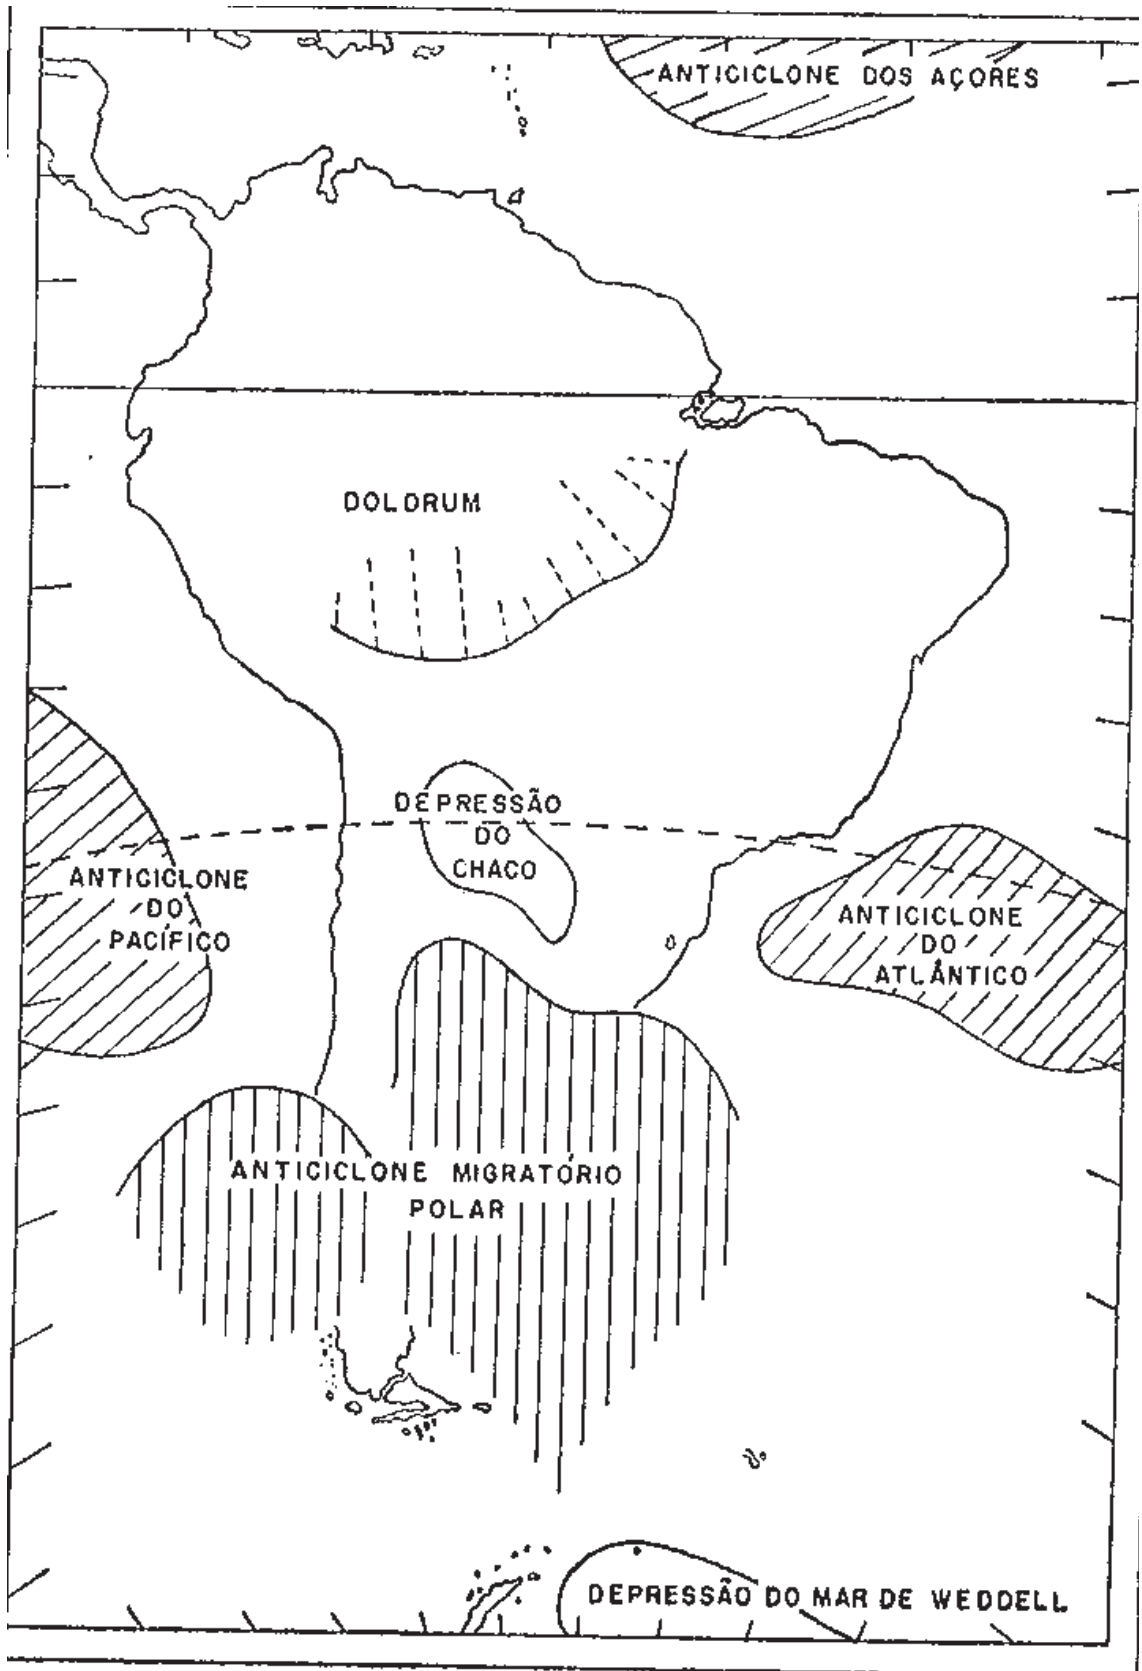 ANTICICLONE DOS AÇORES
DOLDRUM
DEPRESSÃO
DO
CHACO
ANTICICLONE
DO
PACÍFICO
ANTICICLONE
DO
ATLÂNTICO
ANTICICLONE MIGRATÓRIO
POLAR
DEPRESSÃO DO MAR DE WEDDELL